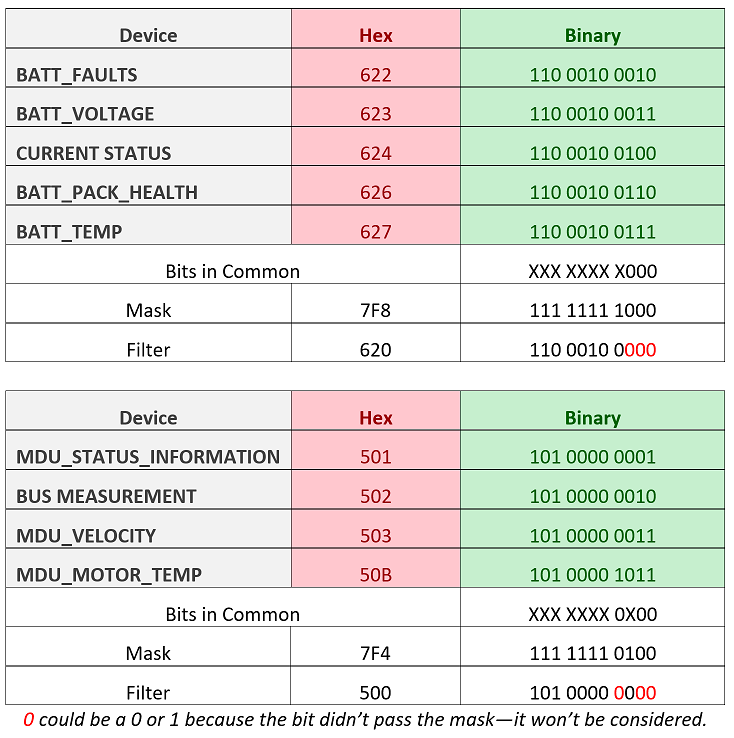 Device Hex Binary
BATT_FAULTS 622 110 0010 0010
BATT_VOLTAGE 623 110 0010 0011
CURRENT STATUS 624 110 0010 0100
BATT_PACK_HEALTH 626 110 0010 0110
BATT_TEMP 627 110 0010 0111
Bits in Common XXX XXXX X000
Mask 7F8 111 1111 1000
Filter 620 110 0010 0000
Device Hex Binary
MDU_STATUS_INFORMATION 501 101 0000 0001
BUS MEASUREMENT 502 101 0000 0010
MDU_VELOCITY 503 101 0000 0011
MDU_MOTOR_TEMP 50B 101 0000 1011
Bits in Common XXX XXXX 0X00
Mask 7F4 111 1111 0100
Filter 500 101 0000 0000
0 could be a 0 or 1 because the bit didn’t pass the mask—it won’t be considered.